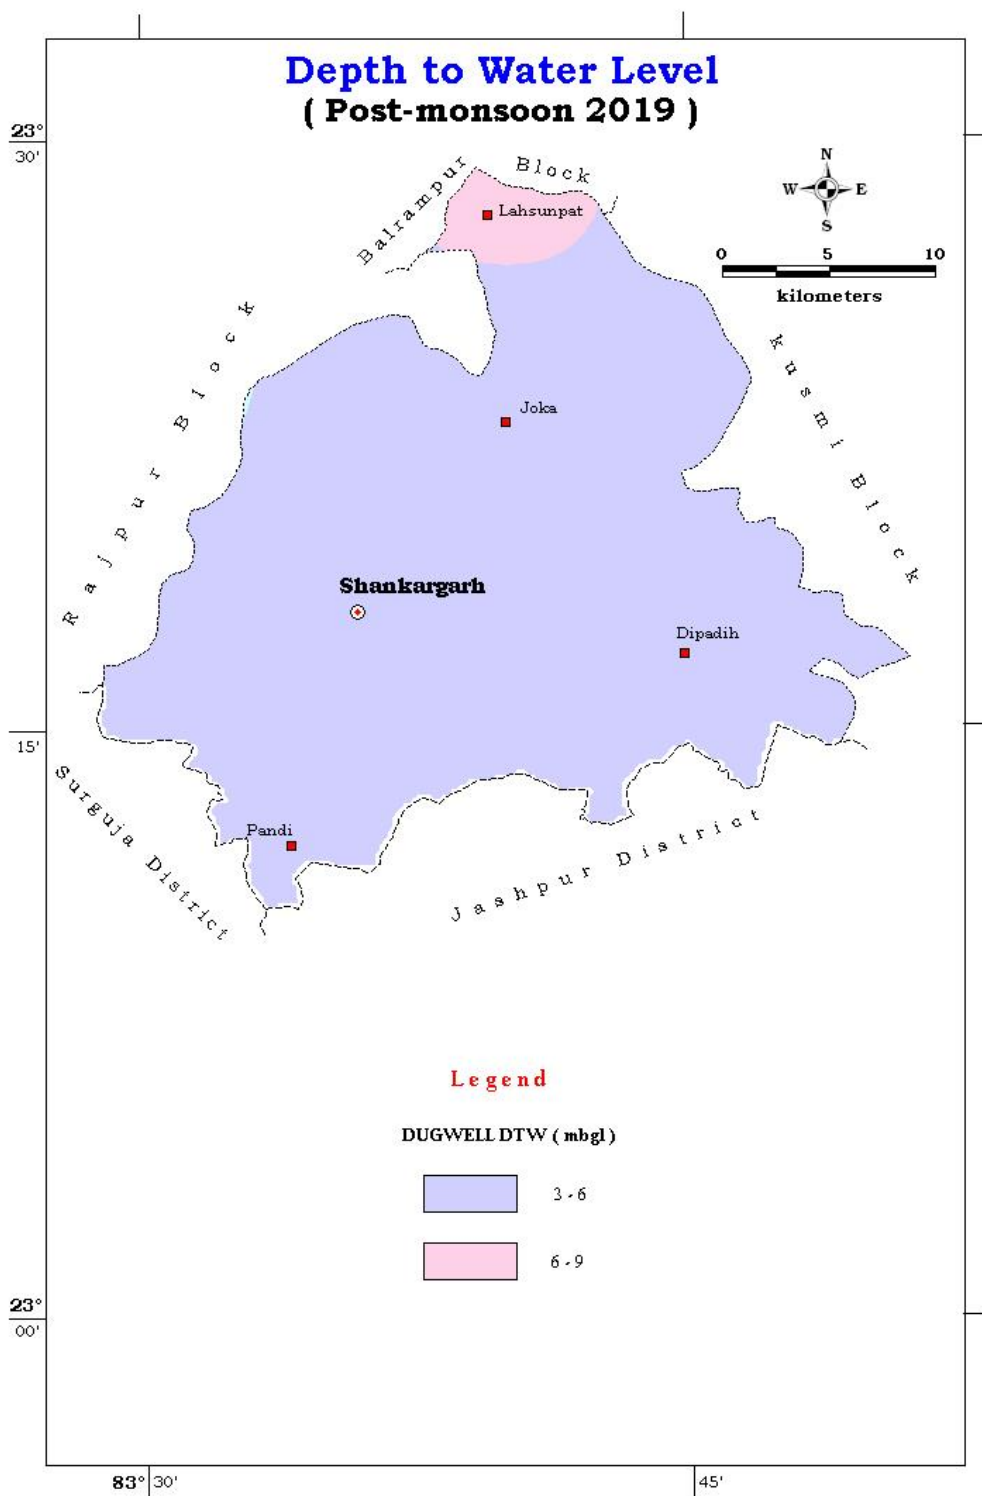 Depth to Water Level
( Post-monsoon 2019 )
23°
30'
N
W E
S
Balrampur Block
Lahsunpat
0 5 10
kilometers
Rajpur Block
kusmi Block
Joka
Shankargarh
Dipadih
15'
Surguja District
Pandi
Jashpur District
Legend
DUGWELL DTW ( mbgl )
3 - 6
6 - 9
23°
00'
83° 30'
45'